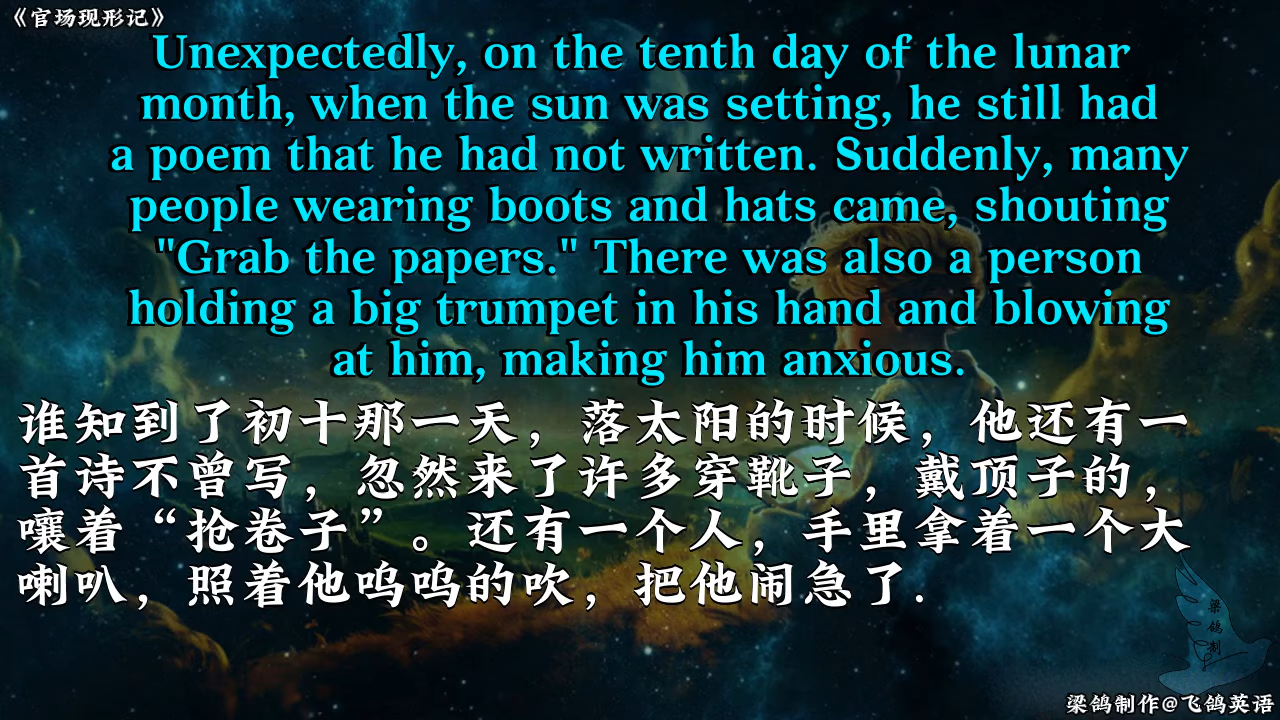 《官场现形记》
Unexpectedly, on the tenth day of the lunar
month, when the sun was setting, he still had
a poem that he had not written. Suddenly, many
people wearing boots and hats came, shouting
"Grab the papers." There was also a person
holding a big trumpet in his hand and blowing
at him, making him anxious.
谁知到了初十那一天，落太阳的时候，他还有一
首诗不曾写，忽然来了许多穿靴子，戴顶子的，
嚷着“抢卷子”。还有一个人，手里拿着一个大
喇叭，照着他呜呜的吹，把他闹急了.
梁
鸽
制
梁鸽制作@飞鸽英语